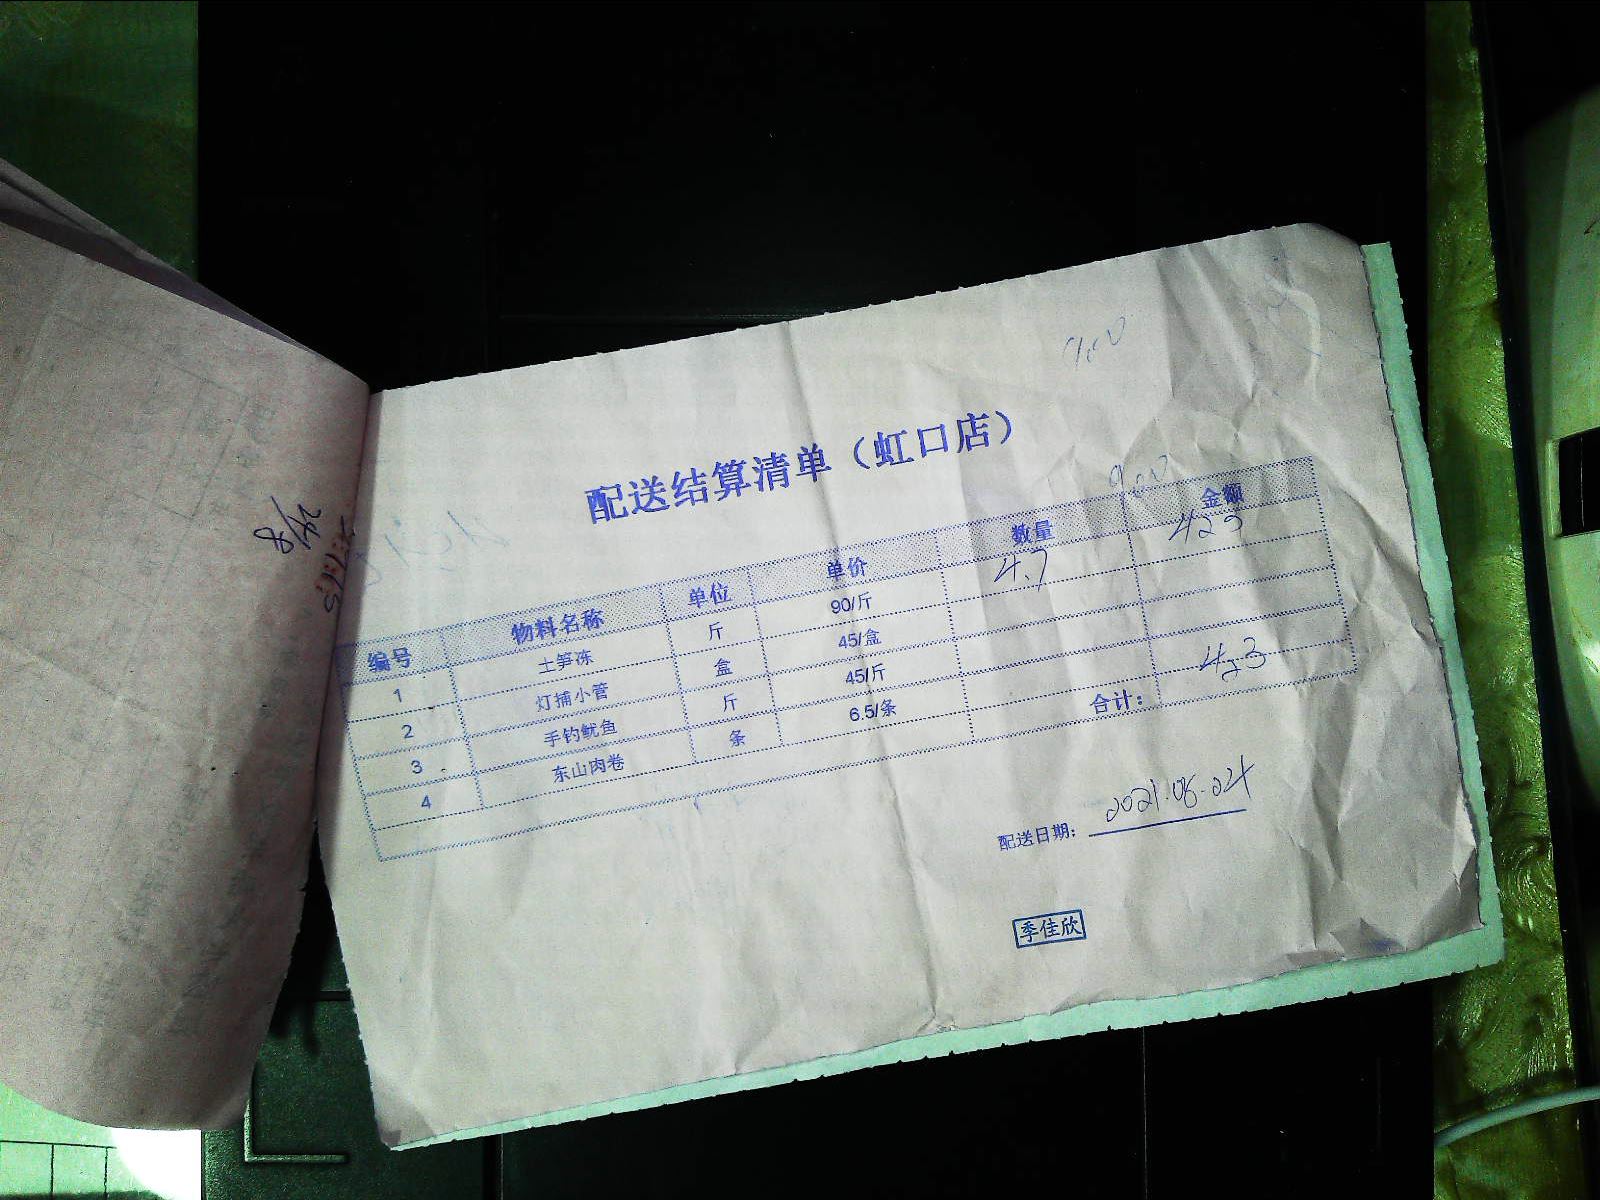 配送结算清单（虹口店）
编号 物料名称 单位 单价 数量 金额
1 土笋冻 斤 90/斤 4.7 423
2 灯捕小管 盒 45/盒
3 手钓鱿鱼 斤 45/斤
4 东山肉卷 条 6.5/条
合计： 423
配送日期： 2021.08.24
季佳欣